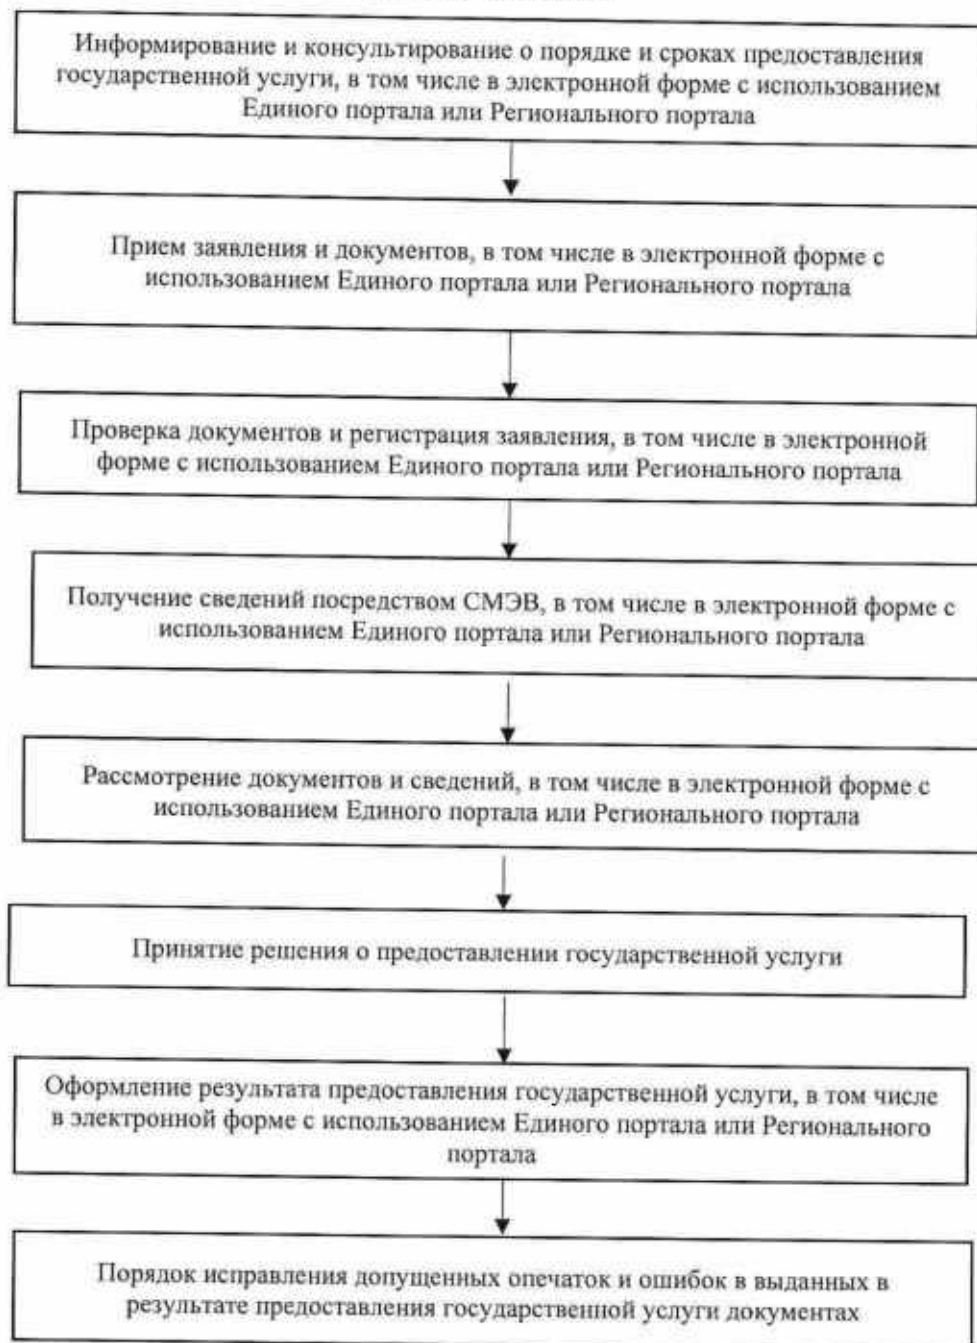 Информирование и консультирование о порядке и сроках предоставления
государственной услуги, в том числе в электронной форме с использованием
Единого портала или Регионального портала
Прием заявления и документов, в том числе в электронной форме с
использованием Единого портала или Регионального портала
Проверка документов и регистрация заявления, в том числе в электронной
форме с использованием Единого портала или Регионального портала
Получение сведений посредством СМЭВ, в том числе в электронной форме с
использованием Единого портала или Регионального портала
Рассмотрение документов и сведений, в том числе в электронной форме с
использованием Единого портала или Регионального портала
Принятие решения о предоставлении государственной услуги
Оформление результата предоставления государственной услуги, в том числе
в электронной форме с использованием Единого портала или Регионального
портала
Порядок исправления допущенных опечаток и ошибок в выданных в
результате предоставления государственной услуги документах